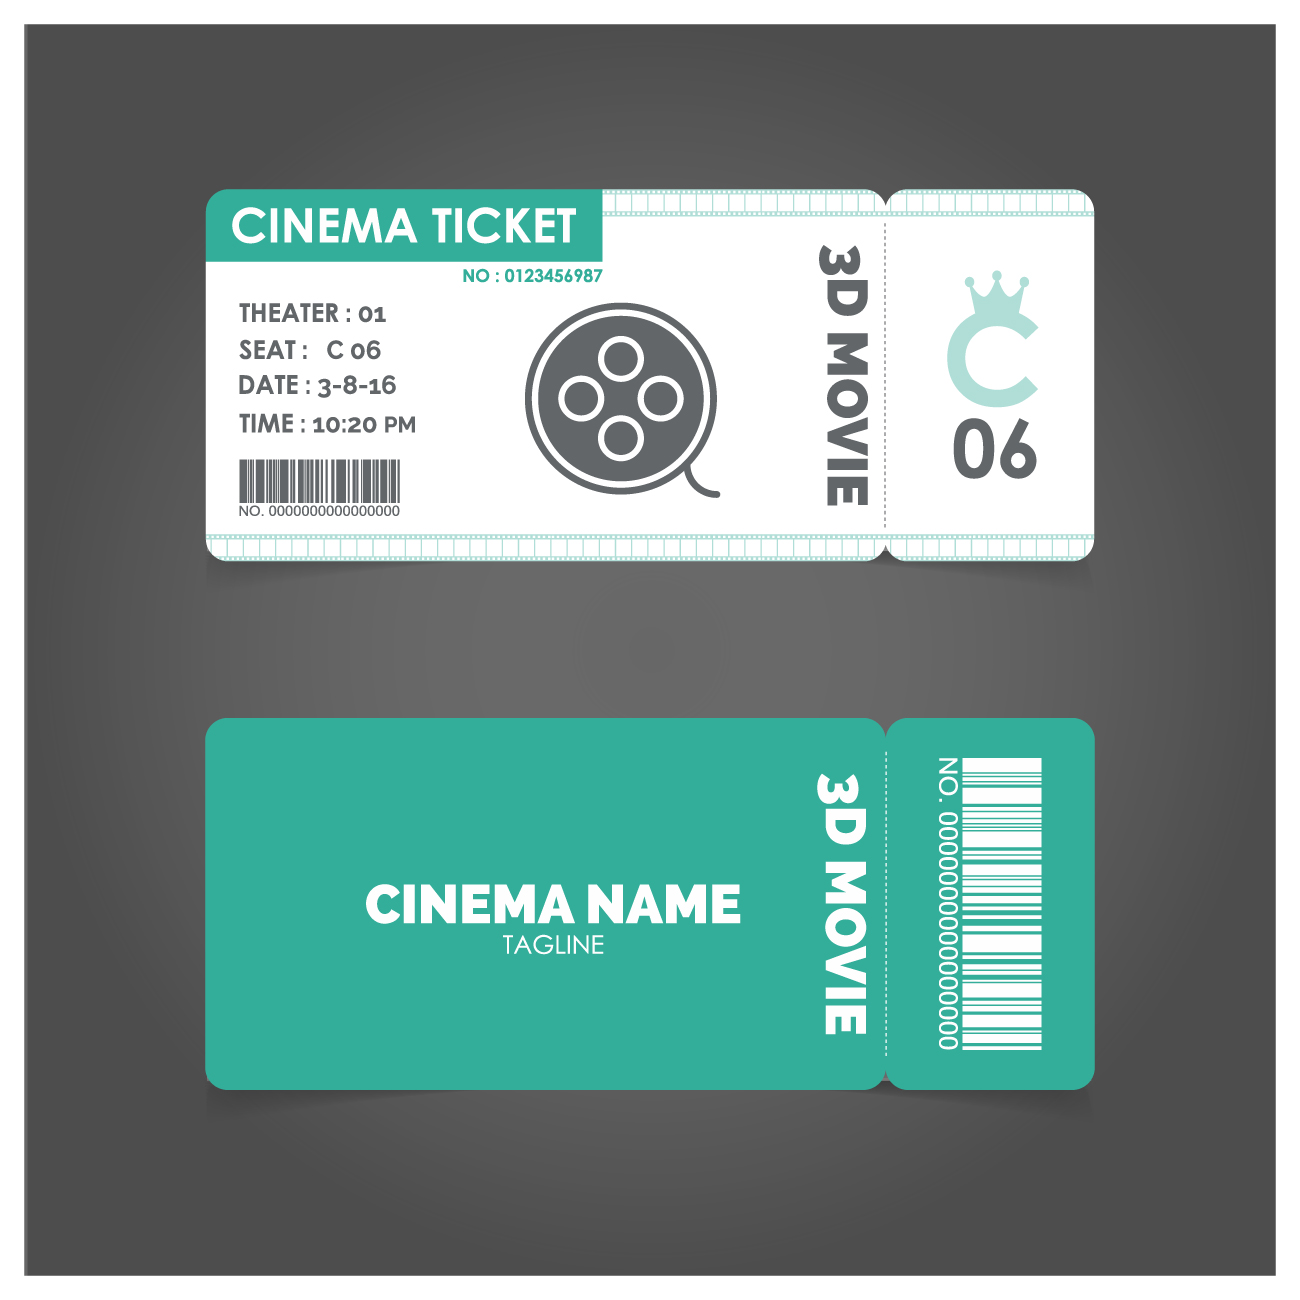 CINEMA TICKET
NO : 0123456987
THEATER : 01
SEAT : C 06
DATE : 3-8-16
TIME : 10:20 PM
NO. 0000000000000000
3D MOVIE
C
06
CINEMA NAME
TAGLINE
3D MOVIE
NO. 0000000000000000